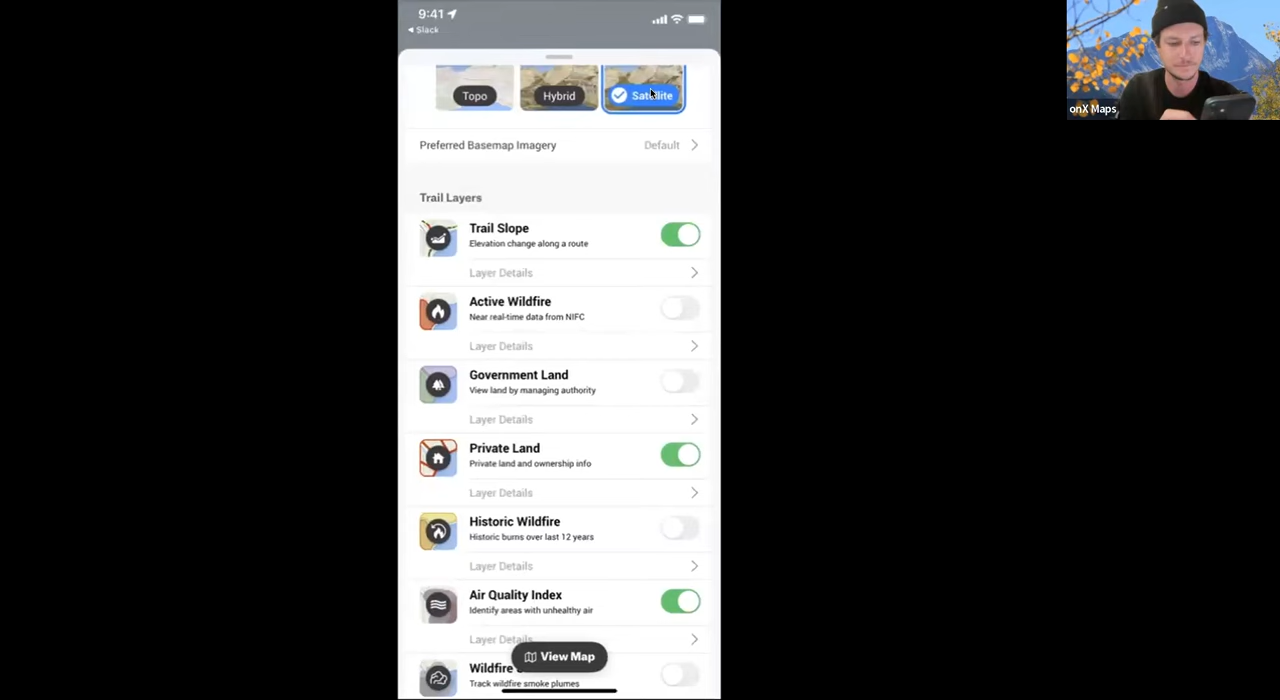 9:41
◂ Slack
Topo
Hybrid
Satellite
Preferred Basemap Imagery Default
Trail Layers
Trail Slope
Elevation change along a route
Layer Details
Active Wildfire
Near real-time data from NIFC
Layer Details
Government Land
View land by managing authority
Layer Details
Private Land
Private land and ownership info
Layer Details
Historic Wildfire
Historic burns over last 12 years
Layer Details
Air Quality Index
Identify areas with unhealthy air
Layer Details
View Map
Wildfire
Track wildfire smoke plumes
onX Maps